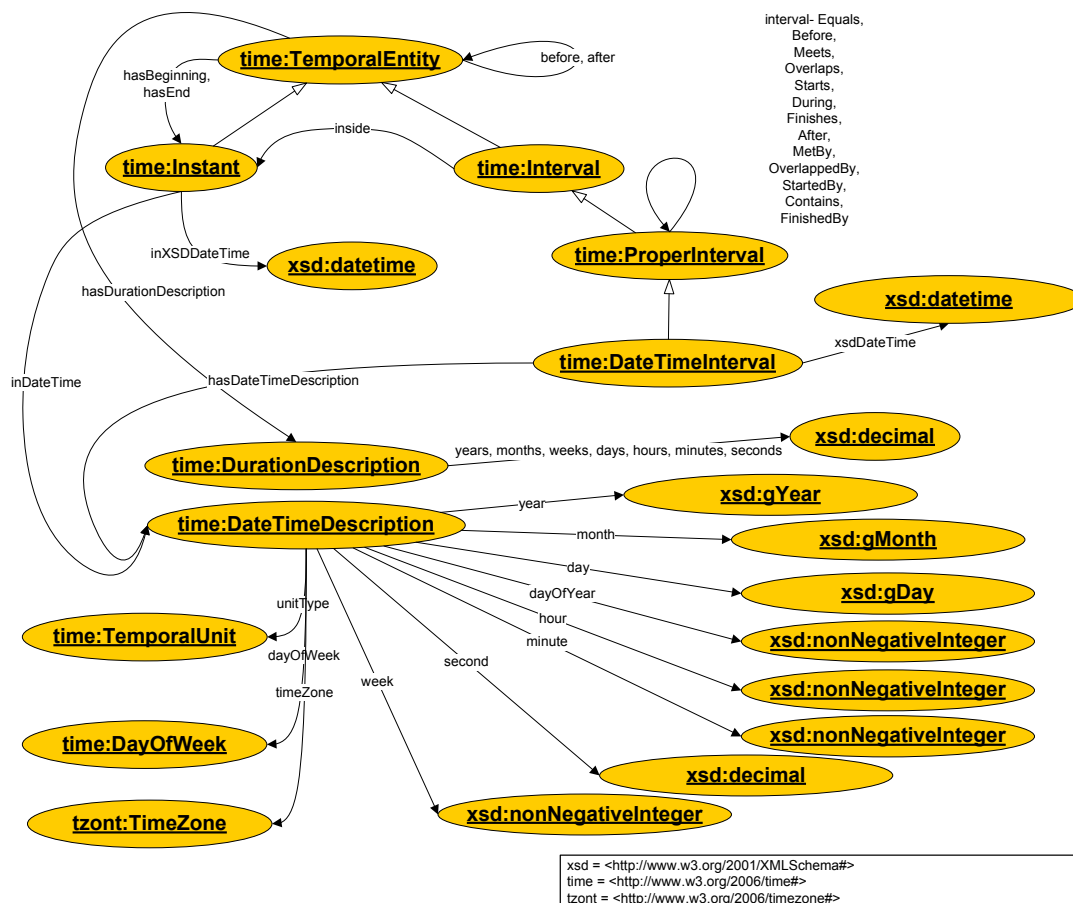 interval- Equals,
Before,
Meets,
Overlaps,
Starts,
During,
Finishes,
After,
MetBy,
OverlappedBy,
StartedBy,
Contains,
FinishedBy
time:TemporalEntity
before, after
hasBeginning,
hasEnd
inside
time:Instant
time:Interval
inXSDDateTime
xsd:datetime
time:ProperInterval
hasDurationDescription
xsd:datetime
xsdDateTime
time:DateTimeInterval
inDateTime
hasDateTimeDescription
xsd:decimal
years, months, weeks, days, hours, minutes, seconds
time:DurationDescription
year
xsd:gYear
time:DateTimeDescription
month
xsd:gMonth
day
xsd:gDay
dayOfYear
unitType
hour
time:TemporalUnit
minute
xsd:nonNegativeInteger
dayOfWeek
second
timeZone
week
xsd:nonNegativeInteger
time:DayOfWeek
xsd:nonNegativeInteger
xsd:decimal
xsd:nonNegativeInteger
tzont:TimeZone
xsd = <http://www.w3.org/2001/XMLSchema#>
time = <http://www.w3.org/2006/time#>
tzont = <http://www.w3.org/2006/timezone#>